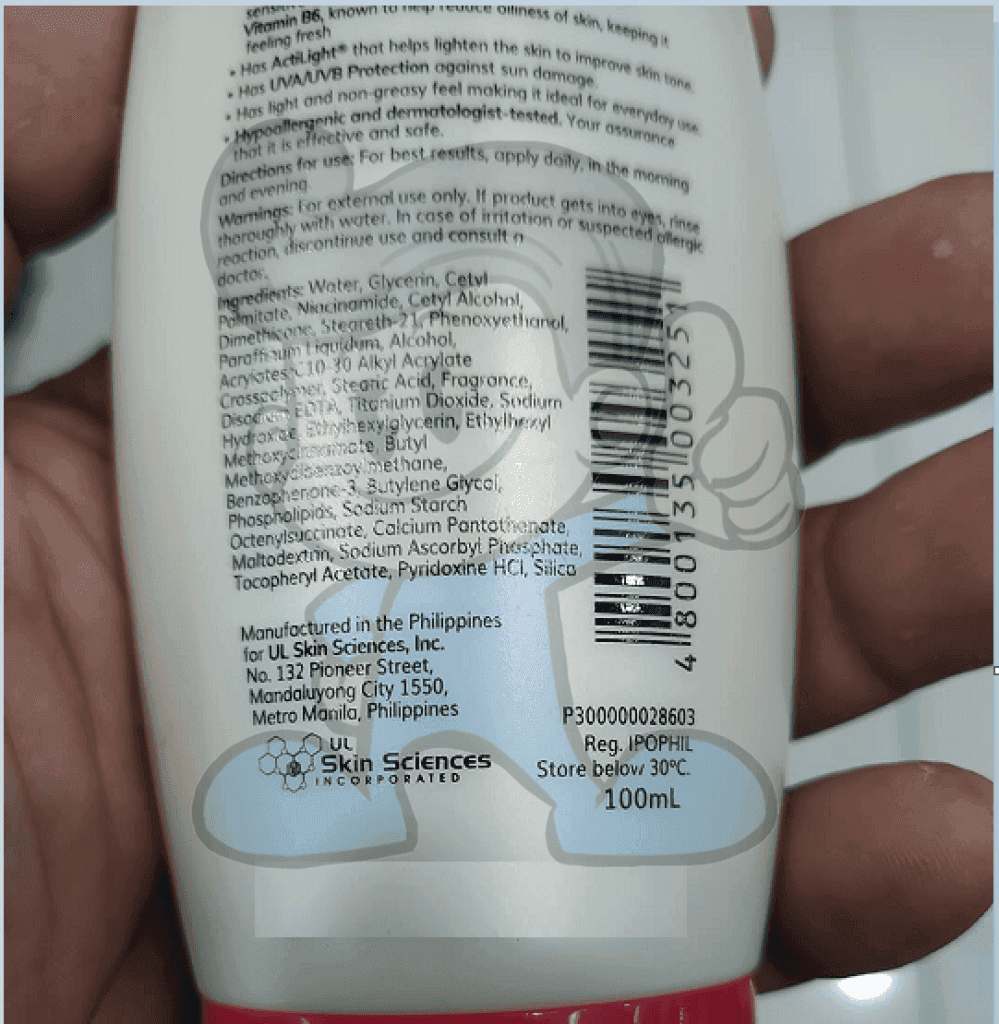 Vitamin B6, known to help reduce oiliness of skin, keeping it
feeling fresh
• Has ActiLight® that helps lighten the skin to improve skin tone
• Has UVA/UVB Protection against sun damage.
• Has light and non-greasy feel making it ideal for everyday use
• Hypoallergenic and dermatologist-tested. Your assurance
that it is effective and safe.
Directions for use: For best results, apply daily, in the morning
and evening.
Warnings: For external use only. If product gets into eyes, rinse
thoroughly with water. In case of irritation or suspected allergic
reaction, discontinue use and consult a
doctor.
Ingredients: Water, Glycerin, Cetyl
Palmitate, Niacinamide, Cetyl Alcohol,
Dimethicone, Steareth-21, Phenoxyethanol,
Paraffinum Liquidum, Alcohol,
Acrylates C10-30 Alkyl Acrylate
Crosspolymer, Stearic Acid, Fragrance,
Disodium EDTA, Titanium Dioxide, Sodium
Hydroxide, Ethylhexylglycerin, Ethylhexyl
Methoxycinnamate, Butyl
Methoxydibenzoylmethane,
Benzophenone-3, Butylene Glycol,
Phospholipids, Sodium Starch
Octenylsuccinate, Calcium Pantothenate,
Maltodextrin, Sodium Ascorbyl Phosphate,
Tocopheryl Acetate, Pyridoxine HCl, Silica
4 800135 003251
Manufactured in the Philippines
for UL Skin Sciences, Inc.
No. 132 Pioneer Street,
Mandaluyong City 1550,
Metro Manila, Philippines
UL
Skin Sciences
INCORPORATED
P300000028603
Reg. IPOPHIL
Store below 30°C.
100mL